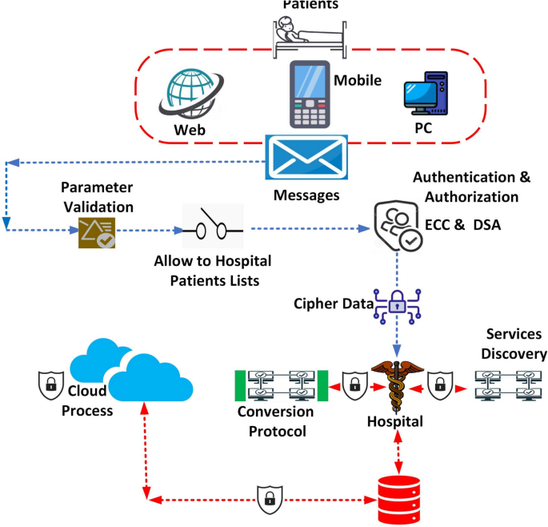 Patients
Mobile
Web
PC
Messages
Parameter
Validation
Allow to Hospital
Patients Lists
Authentication &
Authorization
ECC & DSA
Cipher Data
Services
Discovery
Cloud
Process
Conversion
Protocol
Hospital